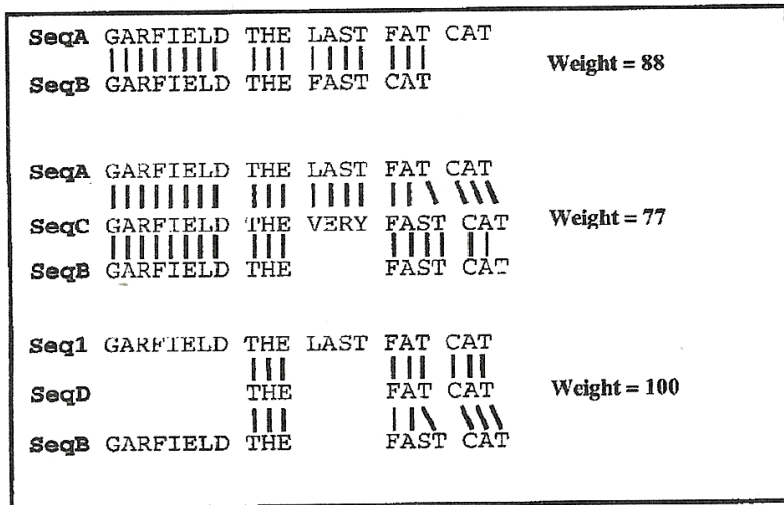 SeqA GARFIELD THE LAST FAT CAT
Weight = 88
SeqB GARFIELD THE FAST CAT
SeqA GARFIELD THE LAST FAT CAT
SeqC GARFIELD THE VERY FAST CAT
Weight = 77
SeqB GARFIELD THE FAST CAT
Seq1 GARFIELD THE LAST FAT CAT
SeqD THE FAT CAT
Weight = 100
SeqB GARFIELD THE FAST CAT